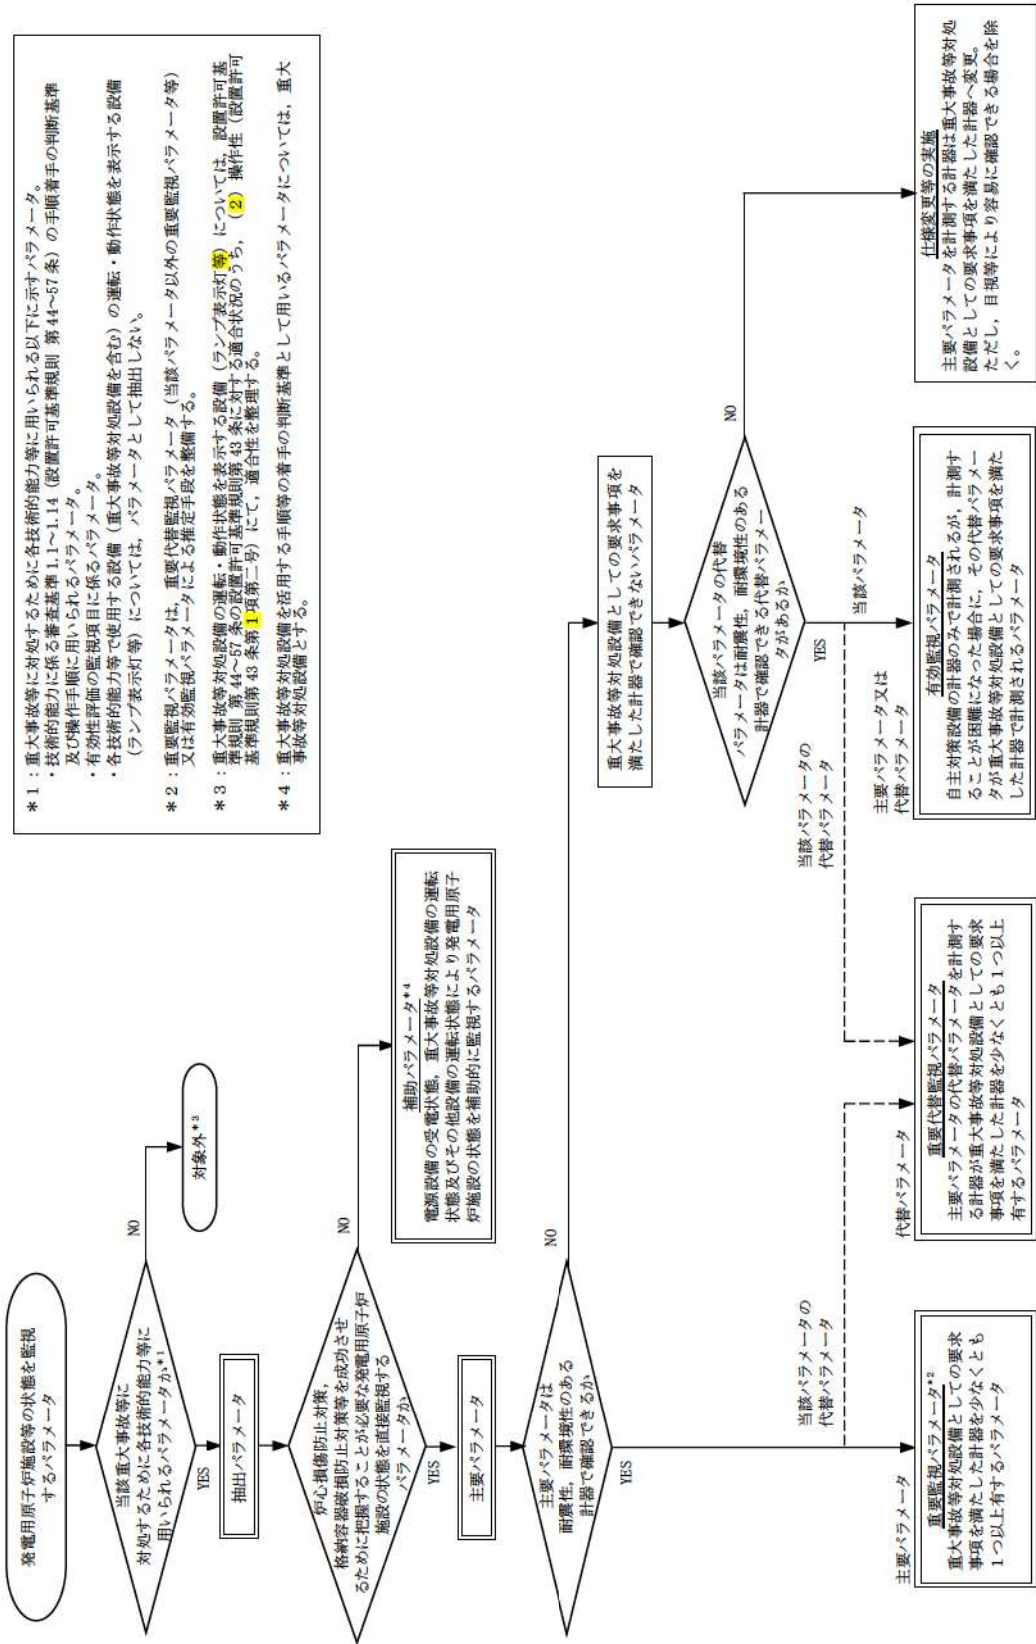 発電用原子炉施設等の状態を監視
するパラメータ
当該重大事故等に
対処するために各技術的能力等に
用いられるパラメータか*1
NO
対象外*3
YES
抽出パラメータ
炉心損傷防止対策,
格納容器破損防止対策等を成功させ
るために把握することが必要な発電用原子炉
施設の状態を直接監視する
パラメータか
NO
補助パラメータ*4
電源設備の受電状態,重大事故等対処設備の運転
状態及びその他設備の運転状態により発電用原子
炉施設の状態を補助的に監視するパラメータ
YES
主要パラメータ
主要パラメータは
耐震性,耐環境性のある
計器で確認できるか
NO
重大事故等対処設備としての要求事項を
満たした計器で確認できないパラメータ
当該パラメータの代替
パラメータは耐震性,耐環境性のある
計器で確認できる代替パラメー
タがあるか
NO
YES
YES
当該パラメータの
代替パラメータ
当該パラメータの
代替パラメータ
当該パラメータ
主要パラメータ
重要監視パラメータ*2
重大事故等対処設備としての要求
事項を満たした計器を少なくとも
1つ以上有するパラメータ
代替パラメータ
重要代替監視パラメータ
主要パラメータの代替パラメータを計測す
る計器が重大事故等対処設備としての要求
事項を満たした計器を少なくとも1つ以上
有するパラメータ
主要パラメータ又は
代替パラメータ
有効監視パラメータ
自主対策設備の計器のみで計測されるが,計測す
ることが困難になった場合に,その代替パラメー
タが重大事故等対処設備としての要求事項を満た
した計器で計測されるパラメータ
仕様変更等の実施
主要パラメータを計測する計器は重大事故等対処
設備としての要求事項を満たした計器へ変更。
ただし,目視等により容易に確認できる場合を除
く。
*1:重大事故等に対処するために各技術的能力等に用いられる以下に示すパラメータ。
・技術的能力に係る審査基準1.1~1.14(設置許可基準規則 第44~57条)の手順着手の判断基準
及び操作手順に用いられるパラメータ。
・有効性評価の監視項目に係るパラメータ。
・各技術的能力等で使用する設備(重大事故等対処設備を含む)の運転・動作状態を表示する設備
(ランプ表示灯等)については,パラメータとして抽出しない。
*2:重要監視パラメータは,重要代替監視パラメータ(当該パラメータ以外の重要監視パラメータ等)
又は有効監視パラメータによる推定手段を整備する。
*3:重大事故等対処設備の運転・動作状態を表示する設備(ランプ表示灯等)については,設置許可基
準規則 第44~57条の設置許可基準規則第43条に対する適合状況のうち,(2)操作性(設置許可
基準規則第43条第1項第二号)にて,適合性を整理する。
*4:重大事故等対処設備を活用する手順等の着手の判断基準として用いるパラメータについては,重大
事故等対処設備とする。